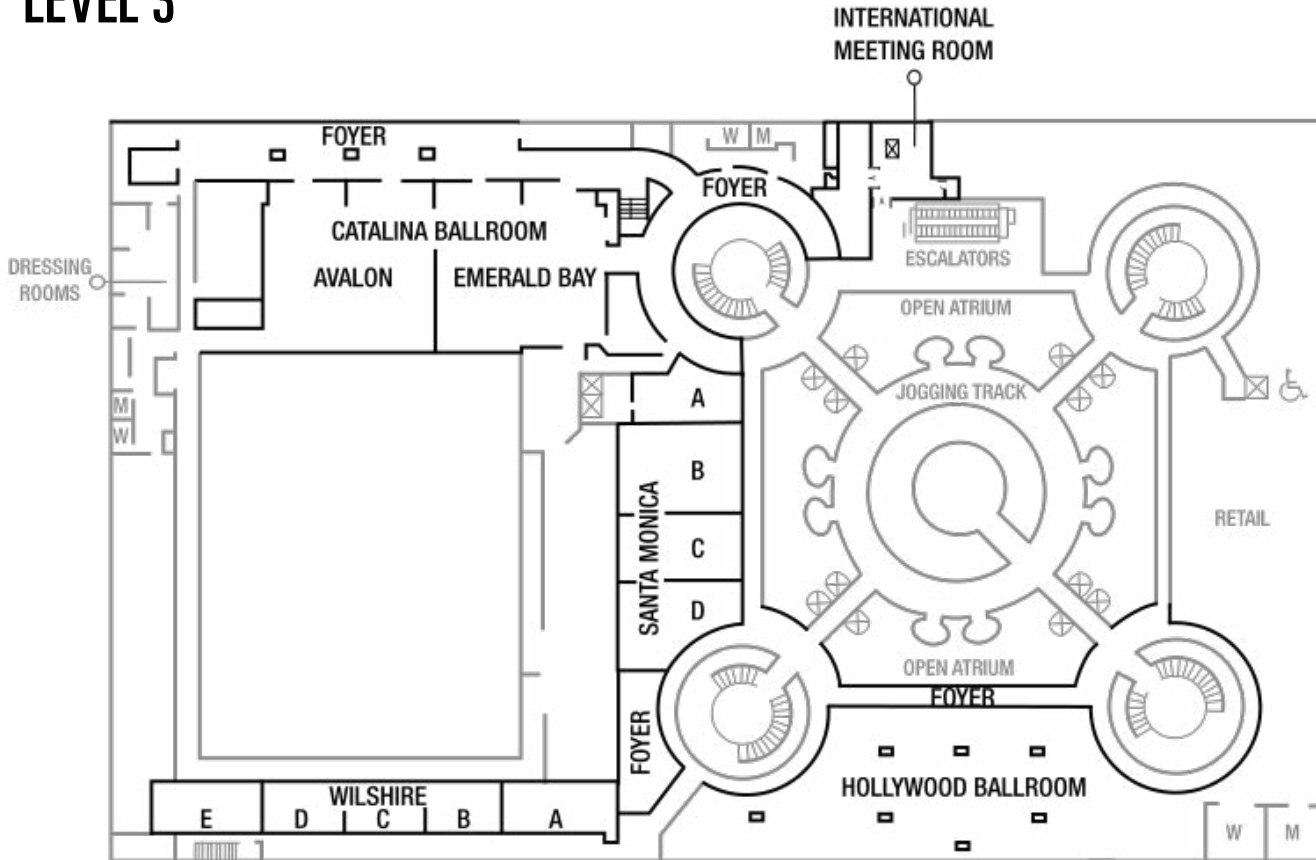 LEVEL 3
INTERNATIONAL
MEETING ROOM
FOYER
W M
FOYER
CATALINA BALLROOM
ESCALATORS
DRESSING
ROOMS
AVALON
EMERALD BAY
OPEN ATRIUM
JOGGING TRACK
A
M
W
B
SANTA MONICA
RETAIL
C
D
OPEN ATRIUM
FOYER
FOYER
HOLLYWOOD BALLROOM
WILSHIRE
E D C B A
W M